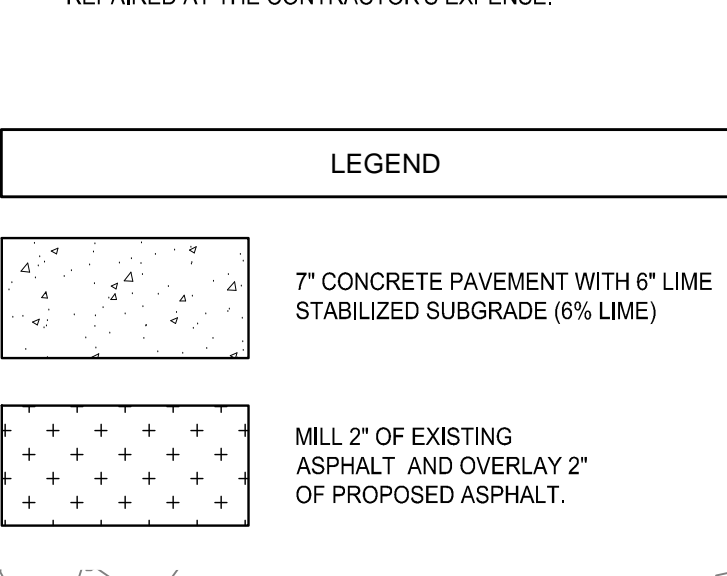 REPAIRED AT THE CONTRACTOR'S EXPENSE.
LEGEND
7" CONCRETE PAVEMENT WITH 6" LIME
STABILIZED SUBGRADE (6% LIME)
MILL 2" OF EXISTING
ASPHALT AND OVERLAY 2"
OF PROPOSED ASPHALT.